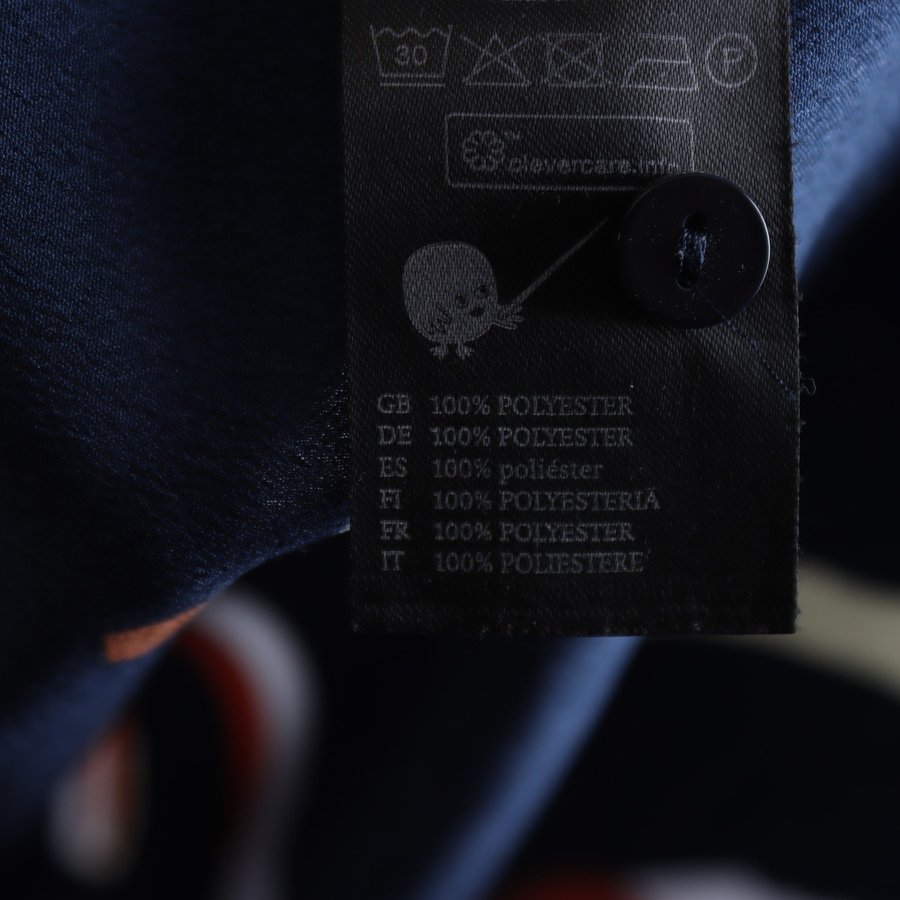 30
P
™
clevercare.info
GB 100% POLYESTER
DE 100% POLYESTER
ES 100% poliéster
FI 100% POLYESTERIÄ
FR 100% POLYESTER
IT 100% POLIESTERE